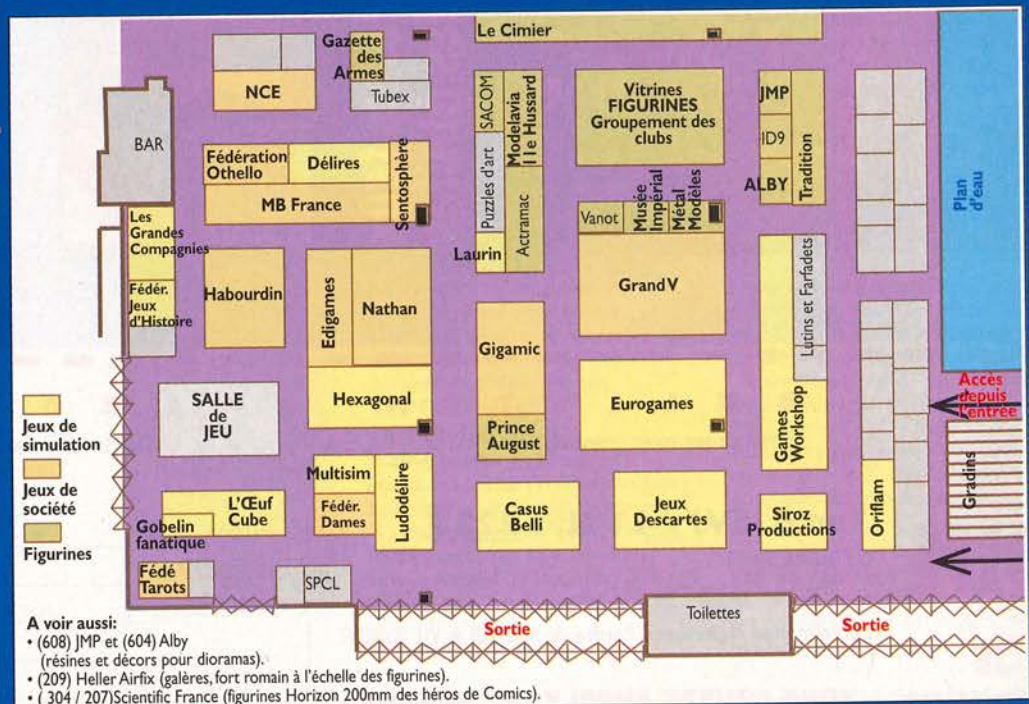 Le Cimier
Gazette
des
Armes
Tubex
NCE
BAR
Fédération
Othello
Délires
MB France
Sentosphère
SACOM
Puzzles d'art
Laurin
Modelavia
Actramac
Vitrines
FIGURINES
Groupement des
clubs
Vanot
Musée
Impérial
Métal
Modèles
Grand V
JMP
ID9
ALBY
Tradition
Plan
d'eau
Les
Grandes
Compagnies
Fédér.
Jeux
d'Histoire
Habourdin
Edigames
Nathan
Hexagonal
Gigamic
Prince
August
Eurogames
Lutins et Farfadets
Games
Workshop
Accès
depuis
l'entrée
Gradins
SALLE
de
JEU
Jeux de
simulation
Jeux de
société
Figurines
L'Œuf
Cube
Gobelin
fanatique
Multisim
Fédér.
Dames
Ludodélire
Casus
Belli
Jeux
Descartes
Siroz
Productions
Oriflam
Fédé
Tarots
SPCL
Sortie
Toilettes
Sortie
A voir aussi:
• (608) JMP et (604) Alby
(résines et décors pour dioramas).
• (209) Heller Airfix (galères, fort romain à l'échelle des figurines).
• ( 304 / 207)Scientific France (figurines Horizon 200mm des héros de Comics).